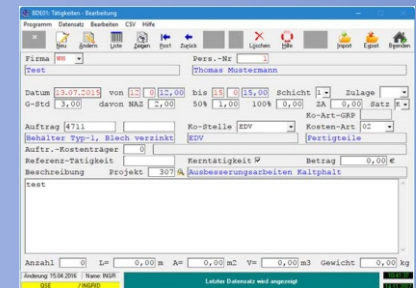 BDE01: Tätigkeiten - Bearbeitung
Programm Datensatz Bearbeiten CSV Hilfe
Neu Ändern Liste Zeigen Fort Zurück Löschen Hilfe Import Export Beenden
Firma Pers.-Nr 1
Test Thomas Mustermann
Datum 13.07.2015 von 12 0 12,00 bis 15 0 15,00 Schicht 1 Zulage
G-Std 3,00 davon NAZ 2,00 50% 1,00 100% 0,00 ZA 0,00 Satz
Ko-Art-GRP
Auftrag 4711 Ko-Stelle EDV Kosten-Art 02
Behälter Typ-1, Blech verzinkt EDV Fertigteile
Auftr.-Kostenträger 0
Referenz-Tätigkeit Kerntätigkeit Betrag 0,00 €
Beschreibung Projekt 307 Ausbesserungsarbeiten Kaltphalt
test
Anzahl 0 L= 0,00 m A= 0,00 m2 V= 0,00 m3 Gewicht 0,00 kg
Änderung 15.04.2016 Name INGRI
QSE /INGRID Letzter Datensatz wird angezeigt